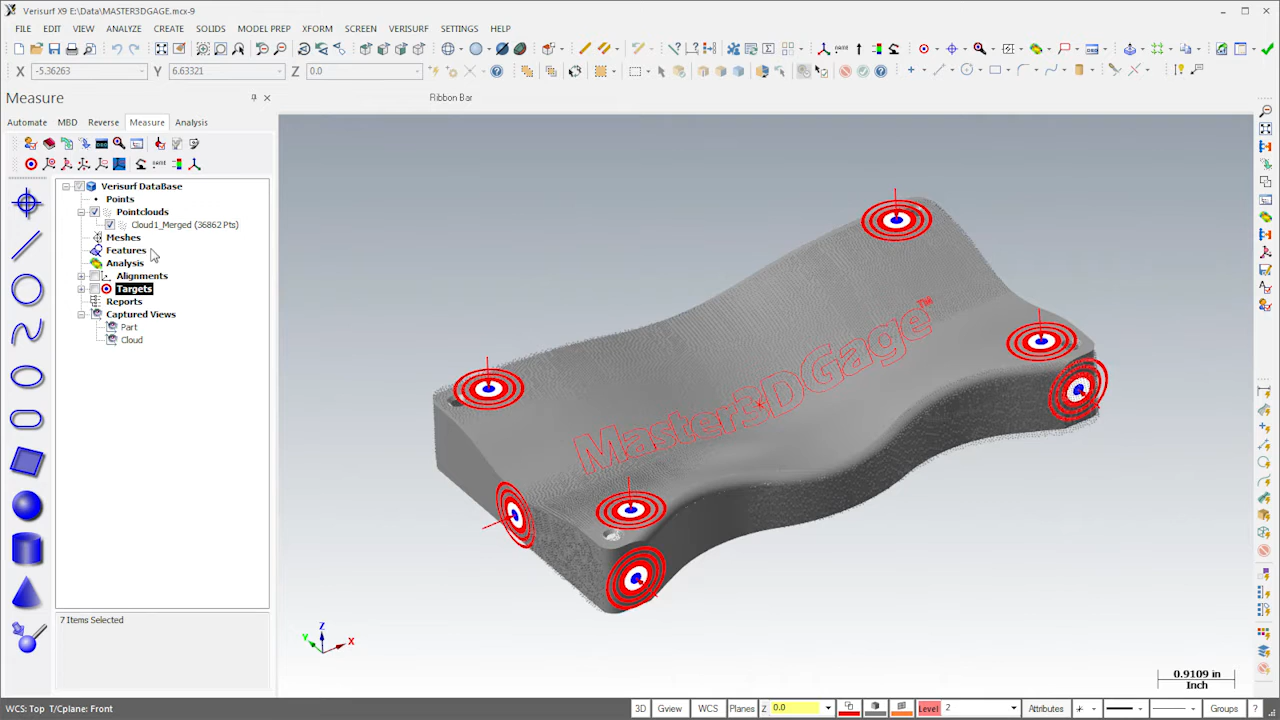 Verisurf X9 E:\Data\MASTER3DGAGE.mcx-9
FILE EDIT VIEW ANALYZE CREATE SOLIDS MODEL PREP XFORM SCREEN VERISURF SETTINGS HELP
X -5.36263 Y 6.63321 Z 0.0
Measure
Ribbon Bar
Automate MBD Reverse Measure Analysis
Verisurf DataBase
Points
Pointclouds
Cloud1_Merged (36862 Pts)
Meshes
Features
Analysis
Alignments
Targets
Reports
Captured Views
Part
Cloud
Master3DGage™
7 Items Selected
Z
Y
X
0.9109 in
Inch
WCS: Top T/Cplane: Front
3D Gview WCS Planes Z 0.0 Level 2 Attributes Groups ?